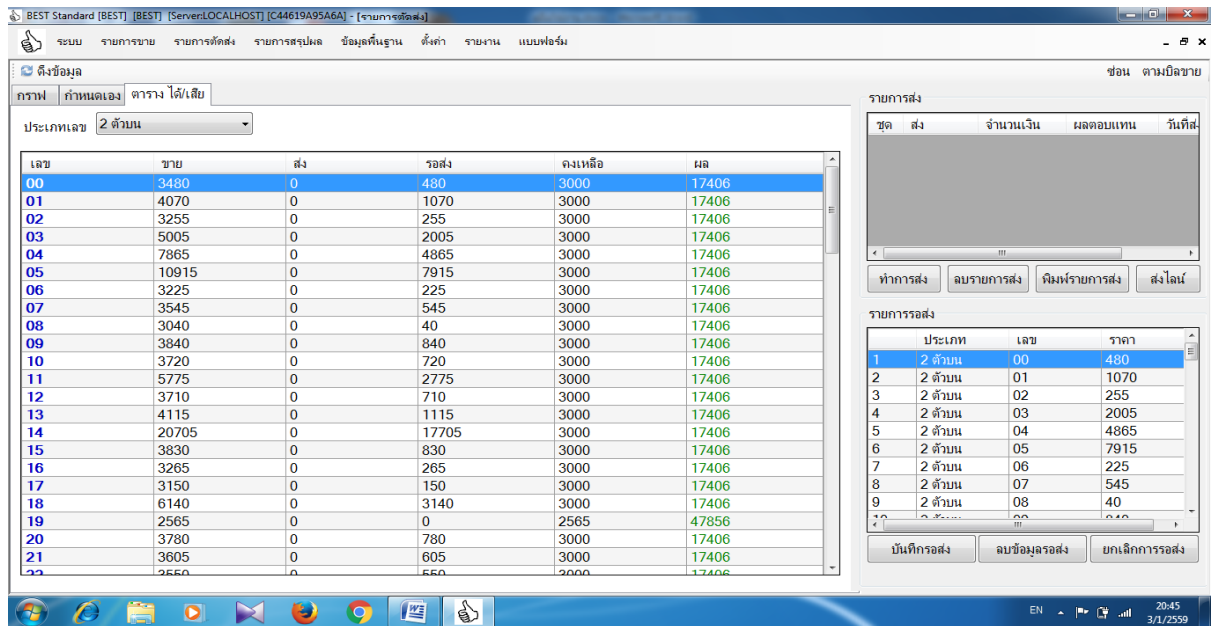 BEST Standard [BEST] [BEST] [Server:LOCALHOST] [C44619A95A6A] - [รายการตัดส่ง]
ระบบ รายการขาย รายการตัดส่ง รายการสรุปผล ข้อมูลพื้นฐาน ตั้งค่า รายงาน แบบฟอร์ม
ดึงข้อมูล ซ่อน ตามบิลขาย
กราฟ กำหนดเอง ตาราง ได้/เสีย
ประเภทเลข 2 ตัวบน
เลข ขาย ส่ง รอส่ง คงเหลือ ผล
00 3480 0 480 3000 17406
01 4070 0 1070 3000 17406
02 3255 0 255 3000 17406
03 5005 0 2005 3000 17406
04 7865 0 4865 3000 17406
05 10915 0 7915 3000 17406
06 3225 0 225 3000 17406
07 3545 0 545 3000 17406
08 3040 0 40 3000 17406
09 3840 0 840 3000 17406
10 3720 0 720 3000 17406
11 5775 0 2775 3000 17406
12 3710 0 710 3000 17406
13 4115 0 1115 3000 17406
14 20705 0 17705 3000 17406
15 3830 0 830 3000 17406
16 3265 0 265 3000 17406
17 3150 0 150 3000 17406
18 6140 0 3140 3000 17406
19 2565 0 0 2565 47856
20 3780 0 780 3000 17406
21 3605 0 605 3000 17406
22 3550 0 550 3000 17406
รายการส่ง
ชุด ส่ง จำนวนเงิน ผลตอบแทน วันที่ส่
ทำการส่ง ลบรายการส่ง พิมพ์รายการส่ง ส่งไลน์
รายการรอส่ง
ประเภท เลข ราคา
1 2 ตัวบน 00 480
2 2 ตัวบน 01 1070
3 2 ตัวบน 02 255
4 2 ตัวบน 03 2005
5 2 ตัวบน 04 4865
6 2 ตัวบน 05 7915
7 2 ตัวบน 06 225
8 2 ตัวบน 07 545
9 2 ตัวบน 08 40
10 2 ตัวบน 09 840
บันทึกรอส่ง ลบข้อมูลรอส่ง ยกเลิกการรอส่ง
EN 20:45
3/1/2559